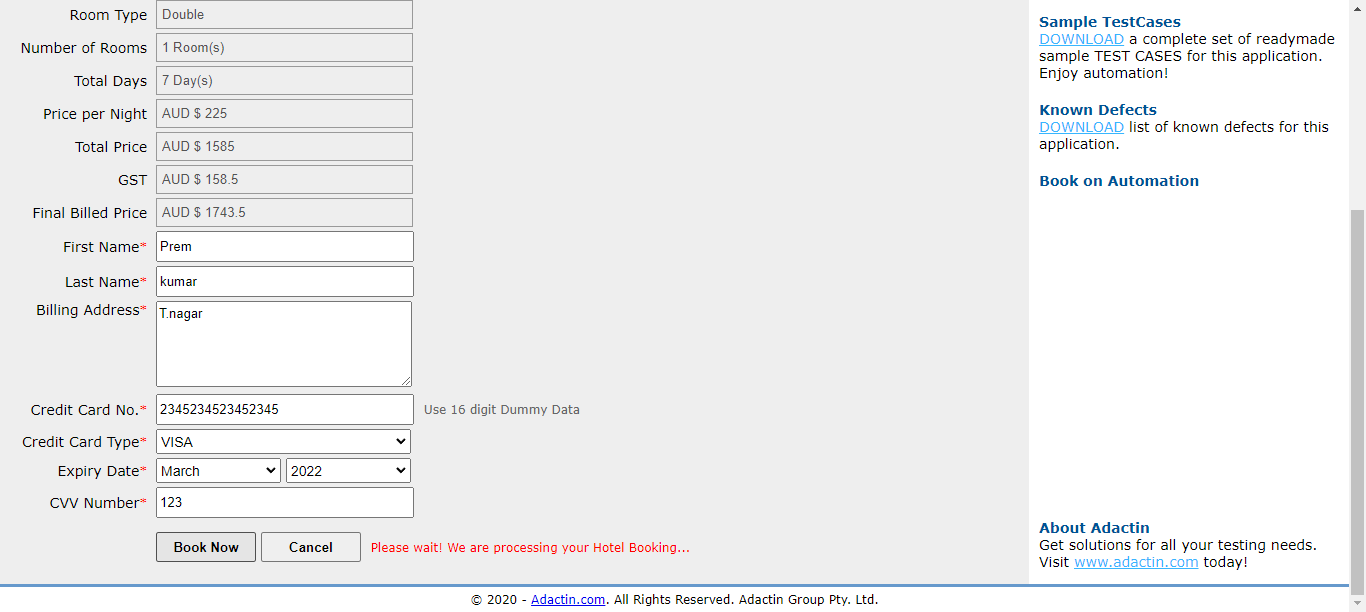 Room Type Double
Number of Rooms 1 Room(s)
Total Days 7 Day(s)
Price per Night AUD $ 225
Total Price AUD $ 1585
GST AUD $ 158.5
Final Billed Price AUD $ 1743.5
First Name* Prem
Last Name* kumar
Billing Address* T.nagar
Credit Card No.* 2345234523452345 Use 16 digit Dummy Data
Credit Card Type* VISA
Expiry Date* March 2022
CVV Number* 123
Book Now Cancel Please wait! We are processing your Hotel Booking...
Sample TestCases
DOWNLOAD a complete set of readymade
sample TEST CASES for this application.
Enjoy automation!
Known Defects
DOWNLOAD list of known defects for this
application.
Book on Automation
About Adactin
Get solutions for all your testing needs.
Visit www.adactin.com today!
© 2020 - Adactin.com. All Rights Reserved. Adactin Group Pty. Ltd.